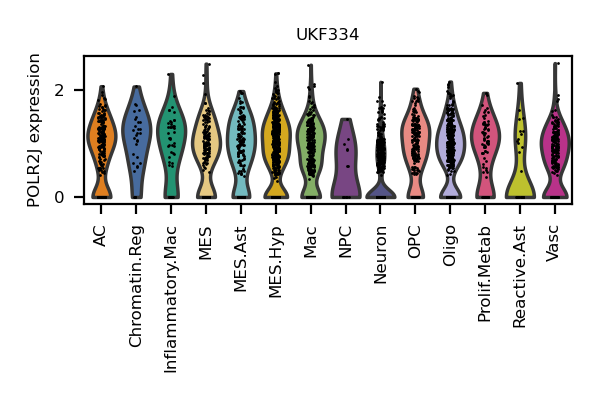 UKF334
POLR2J expression
2
0
AC
Chromatin.Reg
Inflammatory.Mac
MES
MES.Ast
MES.Hyp
Mac
NPC
Neuron
OPC
Oligo
Prolif.Metab
Reactive.Ast
Vasc